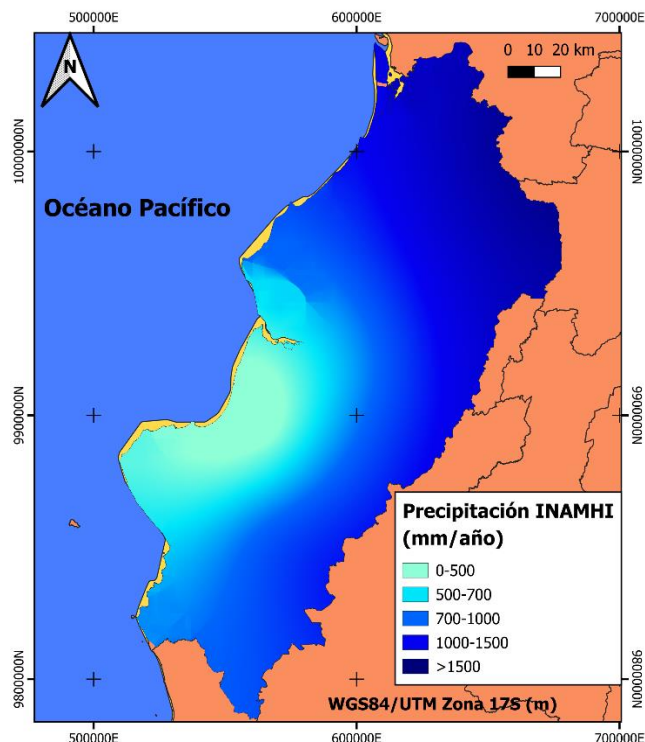 500000E 600000E 700000E
0 10 20 km
N
10000000N 10000000N
Océano Pacífico
9900000N 9900000N
Precipitación INAMHI
(mm/año)
0-500
500-700
700-1000
1000-1500
>1500
9800000N 9800000N
WGS84/UTM Zona 17S (m)
500000E 600000E 700000E